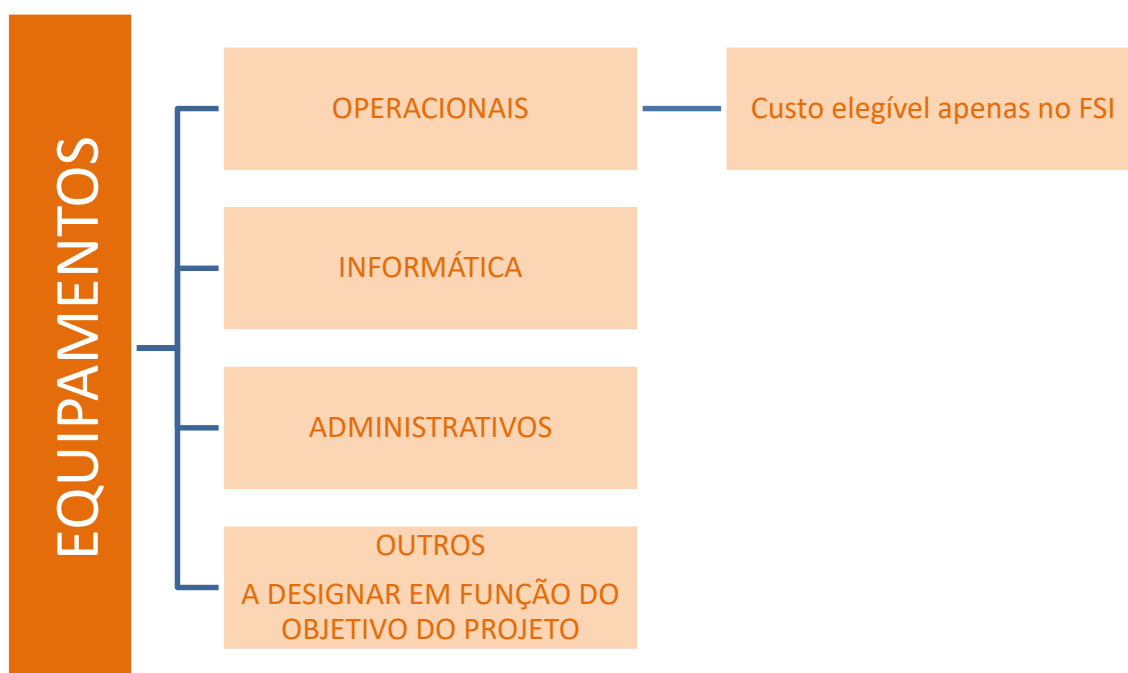 EQUIPAMENTOS
OPERACIONAIS
Custo elegível apenas no FSI
INFORMÁTICA
ADMINISTRATIVOS
OUTROS
A DESIGNAR EM FUNÇÃO DO
OBJETIVO DO PROJETO